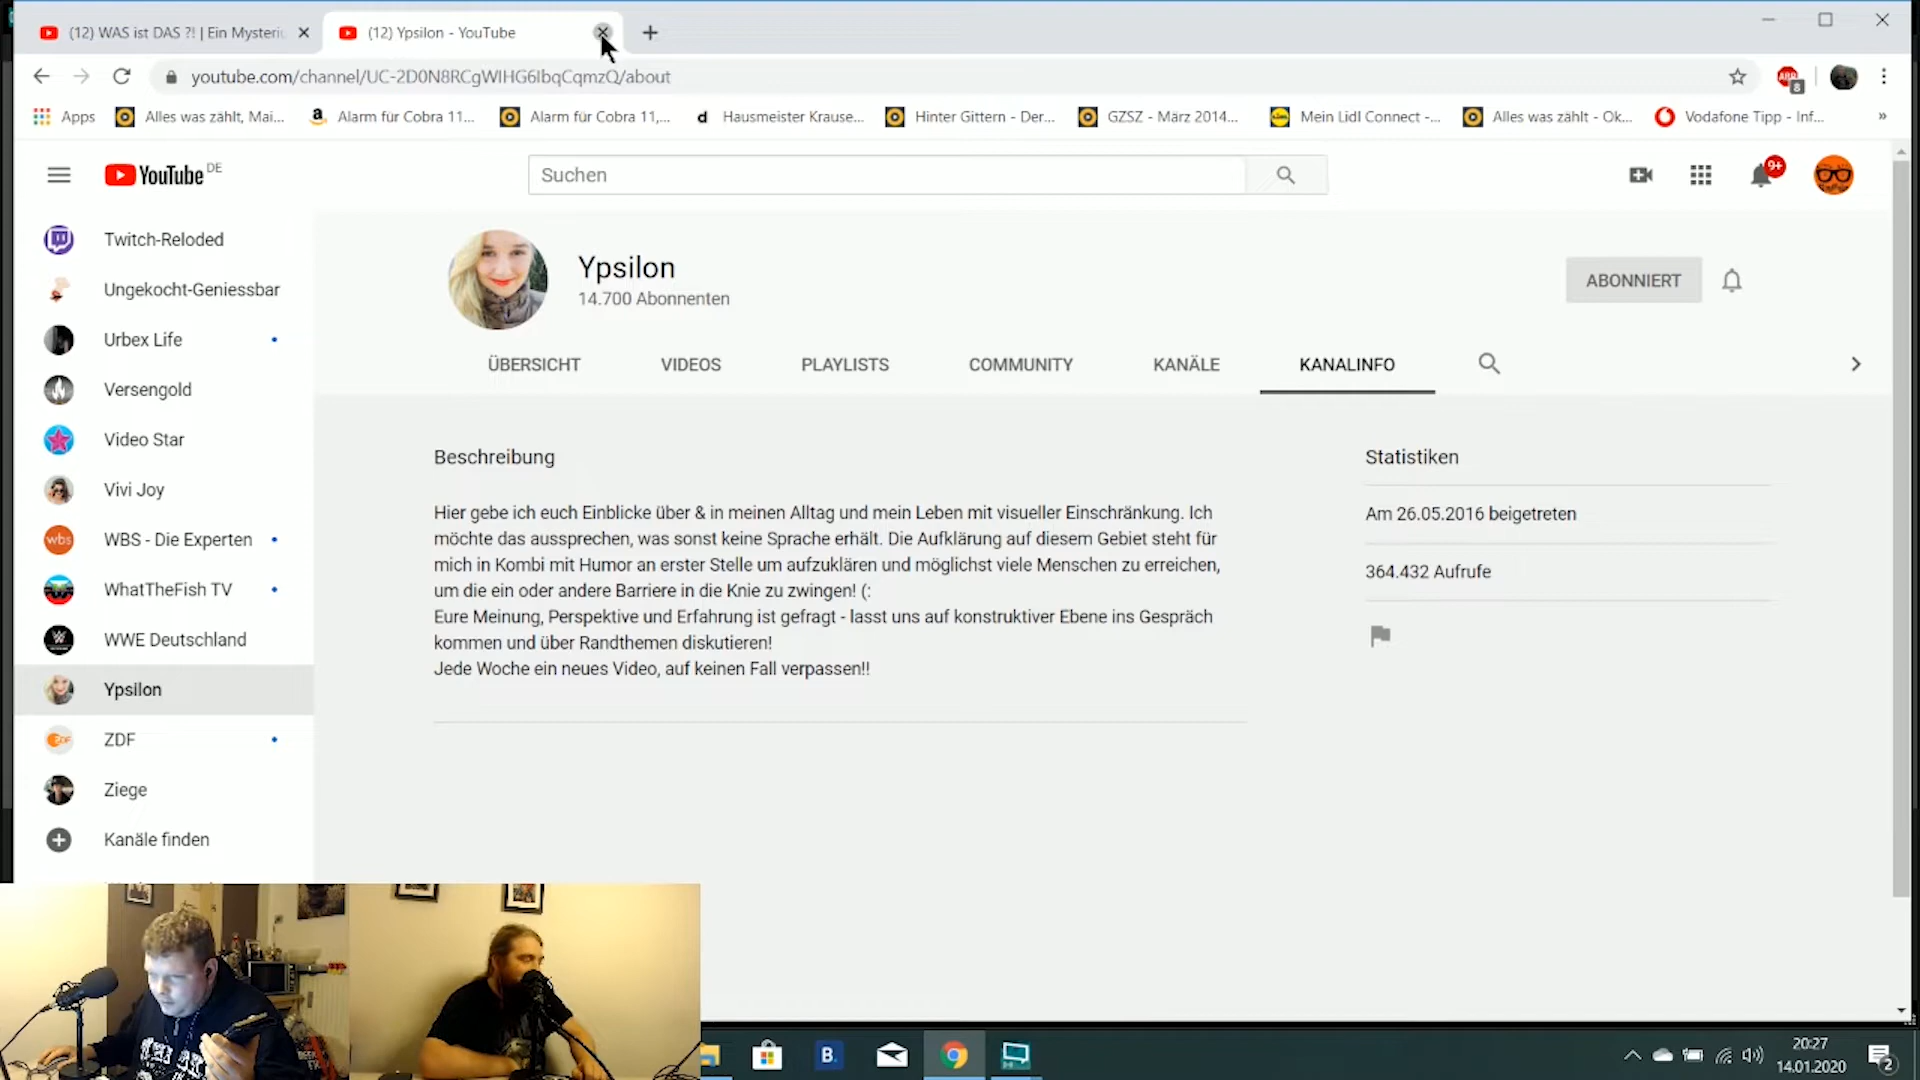 (12) WAS ist DAS ?! | Ein Mysteri
(12) Ypsilon - YouTube
youtube.com/channel/UC-2D0N8RCgWIHG6IbqCqmzQ/about
ABP
8
Apps
Alles was zählt, Mai...
Alarm für Cobra 11...
Alarm für Cobra 11,...
Hausmeister Krause...
Hinter Gittern - Der...
GZSZ - März 2014...
Mein Lidl Connect -...
Alles was zählt - Ok...
Vodafone Tipp - Inf...
»
YouTube DE
Suchen
9+
Twitch-Reloded
Ungekocht-Geniessbar
Urbex Life
Versengold
Video Star
Vivi Joy
wbs
WBS - Die Experten
WhatTheFish TV
WWE Deutschland
Ypsilon
ZDF
ZDF
Ziege
Kanäle finden
Ypsilon
14.700 Abonnenten
ABONNIERT
ÜBERSICHT
VIDEOS
PLAYLISTS
COMMUNITY
KANÄLE
KANALINFO
Beschreibung
Hier gebe ich euch Einblicke über & in meinen Alltag und mein Leben mit visueller Einschränkung. Ich
möchte das aussprechen, was sonst keine Sprache erhält. Die Aufklärung auf diesem Gebiet steht für
mich in Kombi mit Humor an erster Stelle um aufzuklären und möglichst viele Menschen zu erreichen,
um die ein oder andere Barriere in die Knie zu zwingen! (:
Eure Meinung, Perspektive und Erfahrung ist gefragt - lasst uns auf konstruktiver Ebene ins Gespräch
kommen und über Randthemen diskutieren!
Jede Woche ein neues Video, auf keinen Fall verpassen!!
Statistiken
Am 26.05.2016 beigetreten
364.432 Aufrufe
B.
20:27
14.01.2020
2